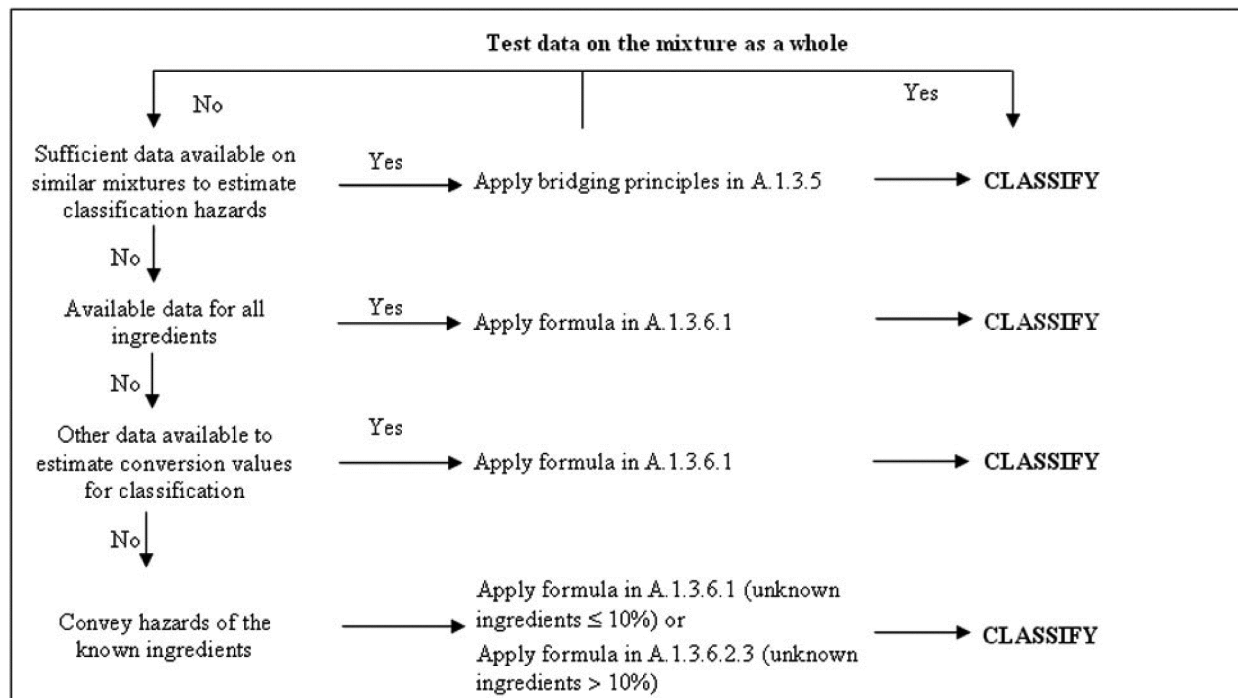 Test data on the mixture as a whole
No
Yes
Sufficient data available on
similar mixtures to estimate
classification hazards
Yes
Apply bridging principles in A.1.3.5
CLASSIFY
No
Available data for all
ingredients
Yes
Apply formula in A.1.3.6.1
CLASSIFY
No
Other data available to
estimate conversion values
for classification
Yes
Apply formula in A.1.3.6.1
CLASSIFY
No
Convey hazards of the
known ingredients
Apply formula in A.1.3.6.1 (unknown
ingredients ≤ 10%) or
Apply formula in A.1.3.6.2.3 (unknown
ingredients > 10%)
CLASSIFY